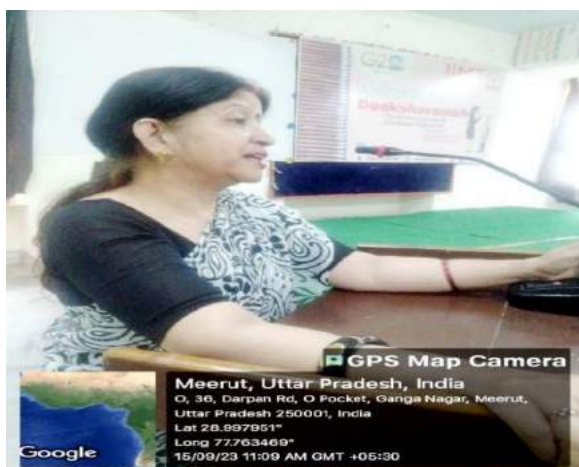 G20
Deeksharambh
GPS Map Camera
Meerut, Uttar Pradesh, India
O, 36, Darpan Rd, O Pocket, Ganga Nagar, Meerut,
Uttar Pradesh 250001, India
Lat 28.997951°
Long 77.763469°
15/09/23 11:09 AM GMT +05:30
Google